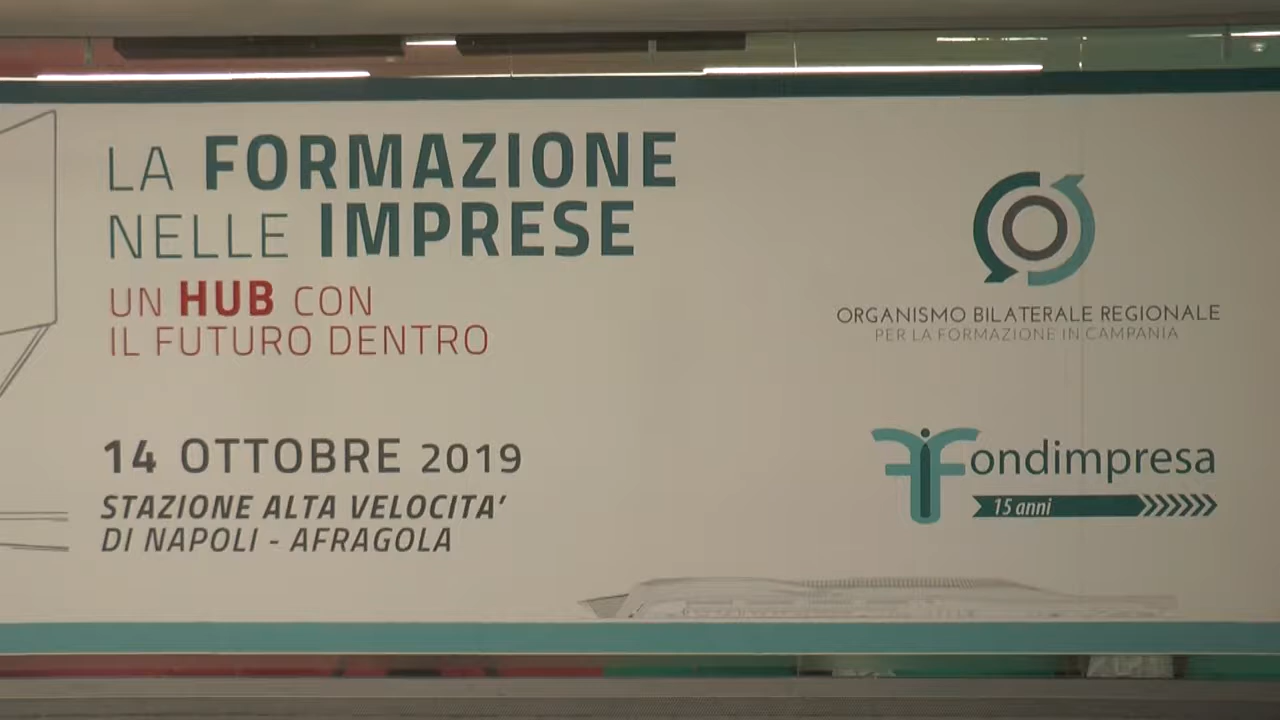 LA FORMAZIONE
NELLE IMPRESE
UN HUB CON
IL FUTURO DENTRO
14 OTTOBRE 2019
STAZIONE ALTA VELOCITA'
DI NAPOLI - AFRAGOLA
ORGANISMO BILATERALE REGIONALE
PER LA FORMAZIONE IN CAMPANIA
Fondimpresa
15 anni